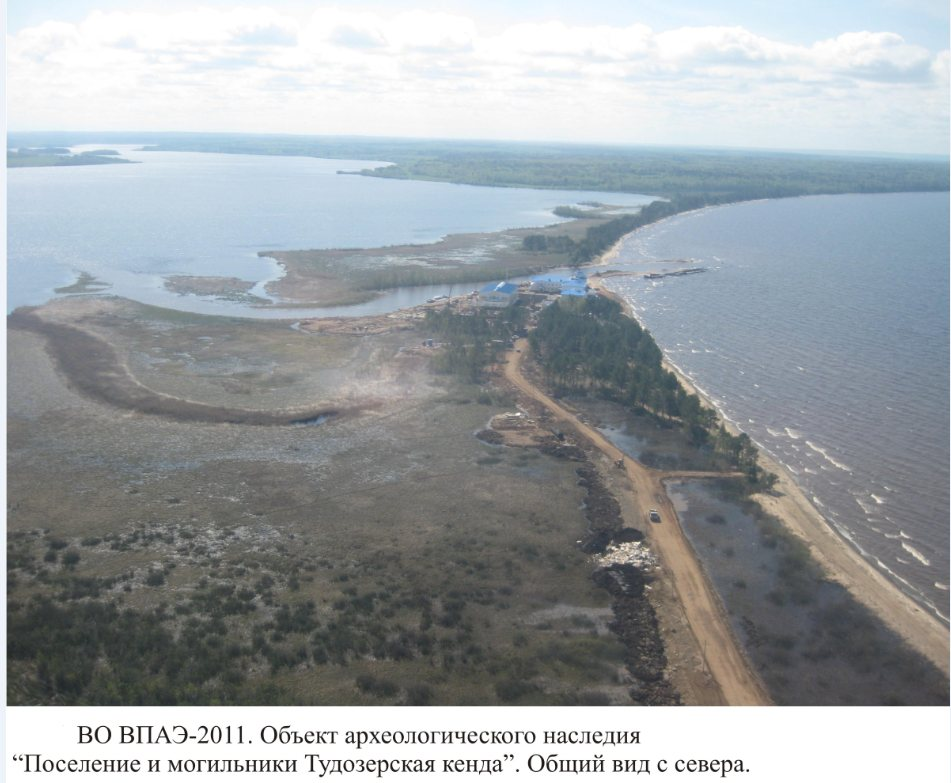 ВО ВПАЭ-2011. Объект археологического наследия
“Поселение и могильники Тудозерская кенда”. Общий вид с севера.